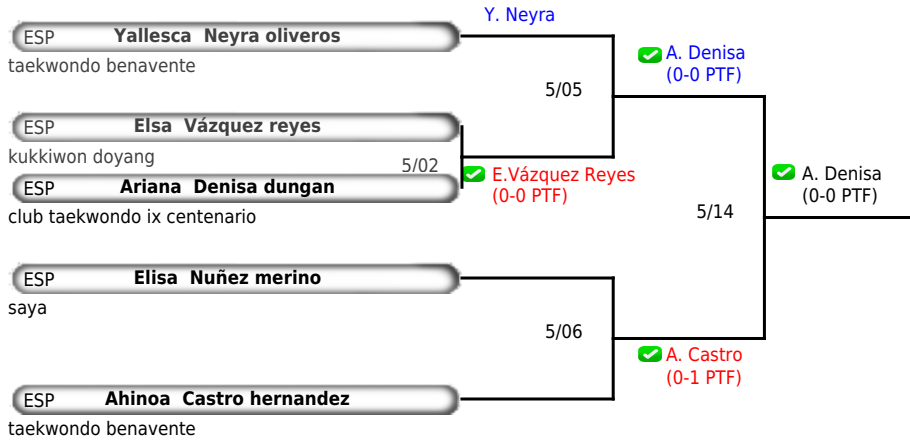 Y. Neyra
ESP Yallesca Neyra oliveros
taekwondo benavente
A. Denisa
(0-0 PTF)
5/05
ESP Elsa Vázquez reyes
kukkiwon doyang
5/02
E.Vázquez Reyes
(0-0 PTF)
ESP Ariana Denisa dungan
club taekwondo ix centenario
A. Denisa
(0-0 PTF)
5/14
ESP Elisa Nuñez merino
saya
5/06
A. Castro
(0-1 PTF)
ESP Ahinoa Castro hernandez
taekwondo benavente